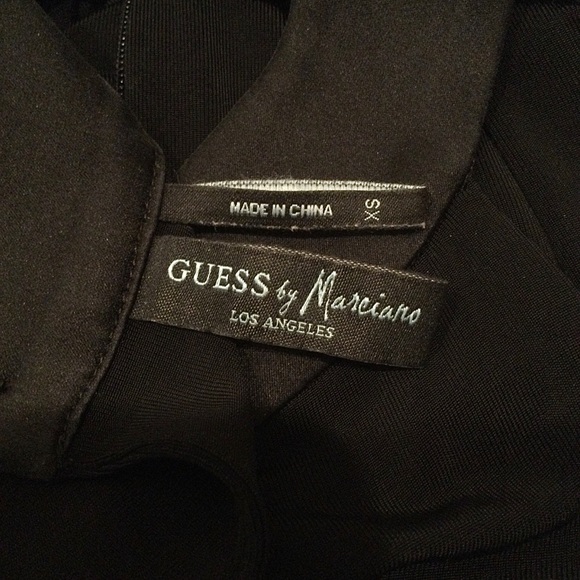 MADE IN CHINA
XS
GUESS by Marciano
LOS ANGELES